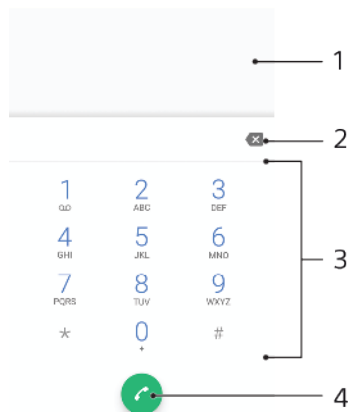 1
2
1 2 3
ABC DEF
4 5 6
GHI JKL MNO
3
7 8 9
PQRS TUV WXYZ
* 0 #
+
4